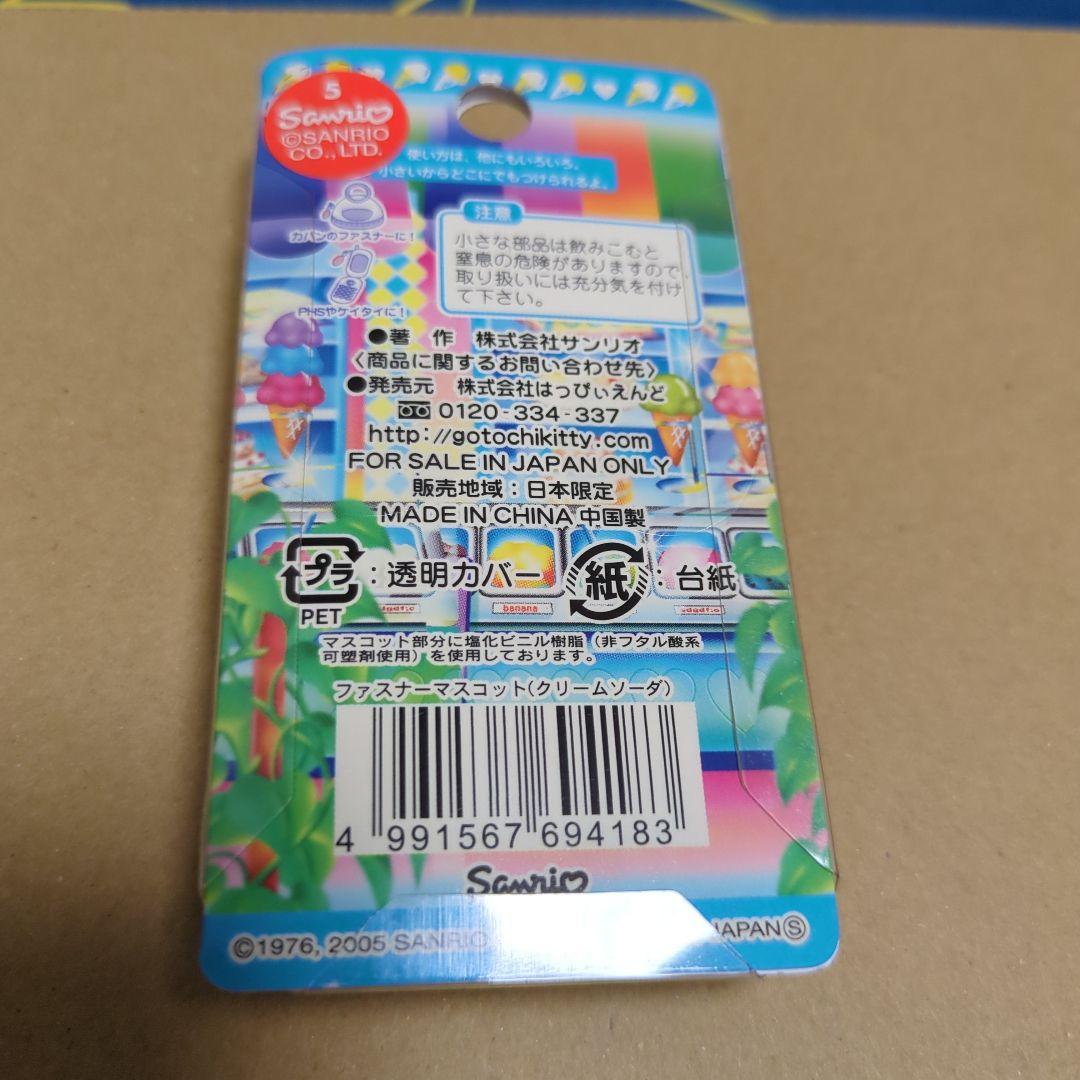 5
Sanrio
©SANRIO
CO., LTD.
使い方は、他にもいろいろ。
小さいからどこにでもつけられるよ。
カバンのファスナーに!
PHSやケイタイに!
注意
小さな部品は飲みこむと
窒息の危険がありますので、
取り扱いには充分気を付け
て下さい。
●著 作 株式会社サンリオ
〈商品に関するお問い合わせ先〉
●発売元 株式会社はっぴぃえんど
0120-334-337
http://gotochikitty.com
FOR SALE IN JAPAN ONLY
販売地域:日本限定
MADE IN CHINA 中国製
プラ:透明カバー 紙:台紙
PET
banana
マスコット部分に塩化ビニル樹脂(非フタル酸系
可塑剤使用)を使用しております。
ファスナーマスコット(クリームソーダ)
4 991567 694183
Sanrio
©1976, 2005 SANRIO JAPANⓈ